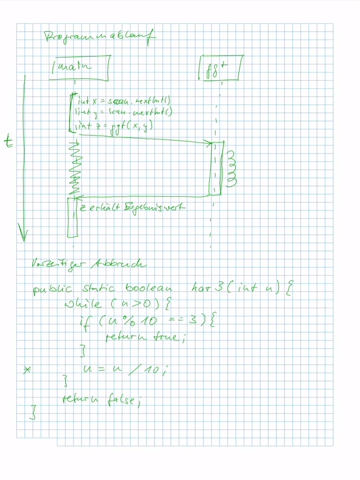 Programmablauf
main
ggt
int x = scan.nextInt()
int y = scan.nextInt()
int z = ggt(x,y)
t
z erhält Ergebniswert
Vorzeitiger Abbruch
public static boolean has3(int n) {
while (n>0) {
if (n%10 == 3) {
return true;
}
* n = n /10;
}
return false;
}